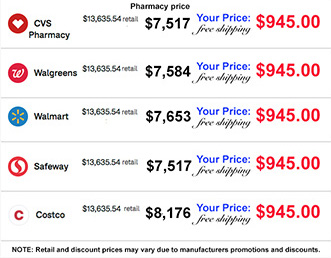 Pharmacy price
CVS Pharmacy $13,635.54 retail $7,517 Your Price: free shipping $945.00
Walgreens $13,635.54 retail $7,584 Your Price: free shipping $945.00
Walmart $13,635.54 retail $7,653 Your Price: free shipping $945.00
Safeway $13,635.54 retail $7,517 Your Price: free shipping $945.00
C Costco $13,635.54 retail $8,176 Your Price: free shipping $945.00
NOTE: Retail and discount prices may vary due to manufacturers promotions and discounts.